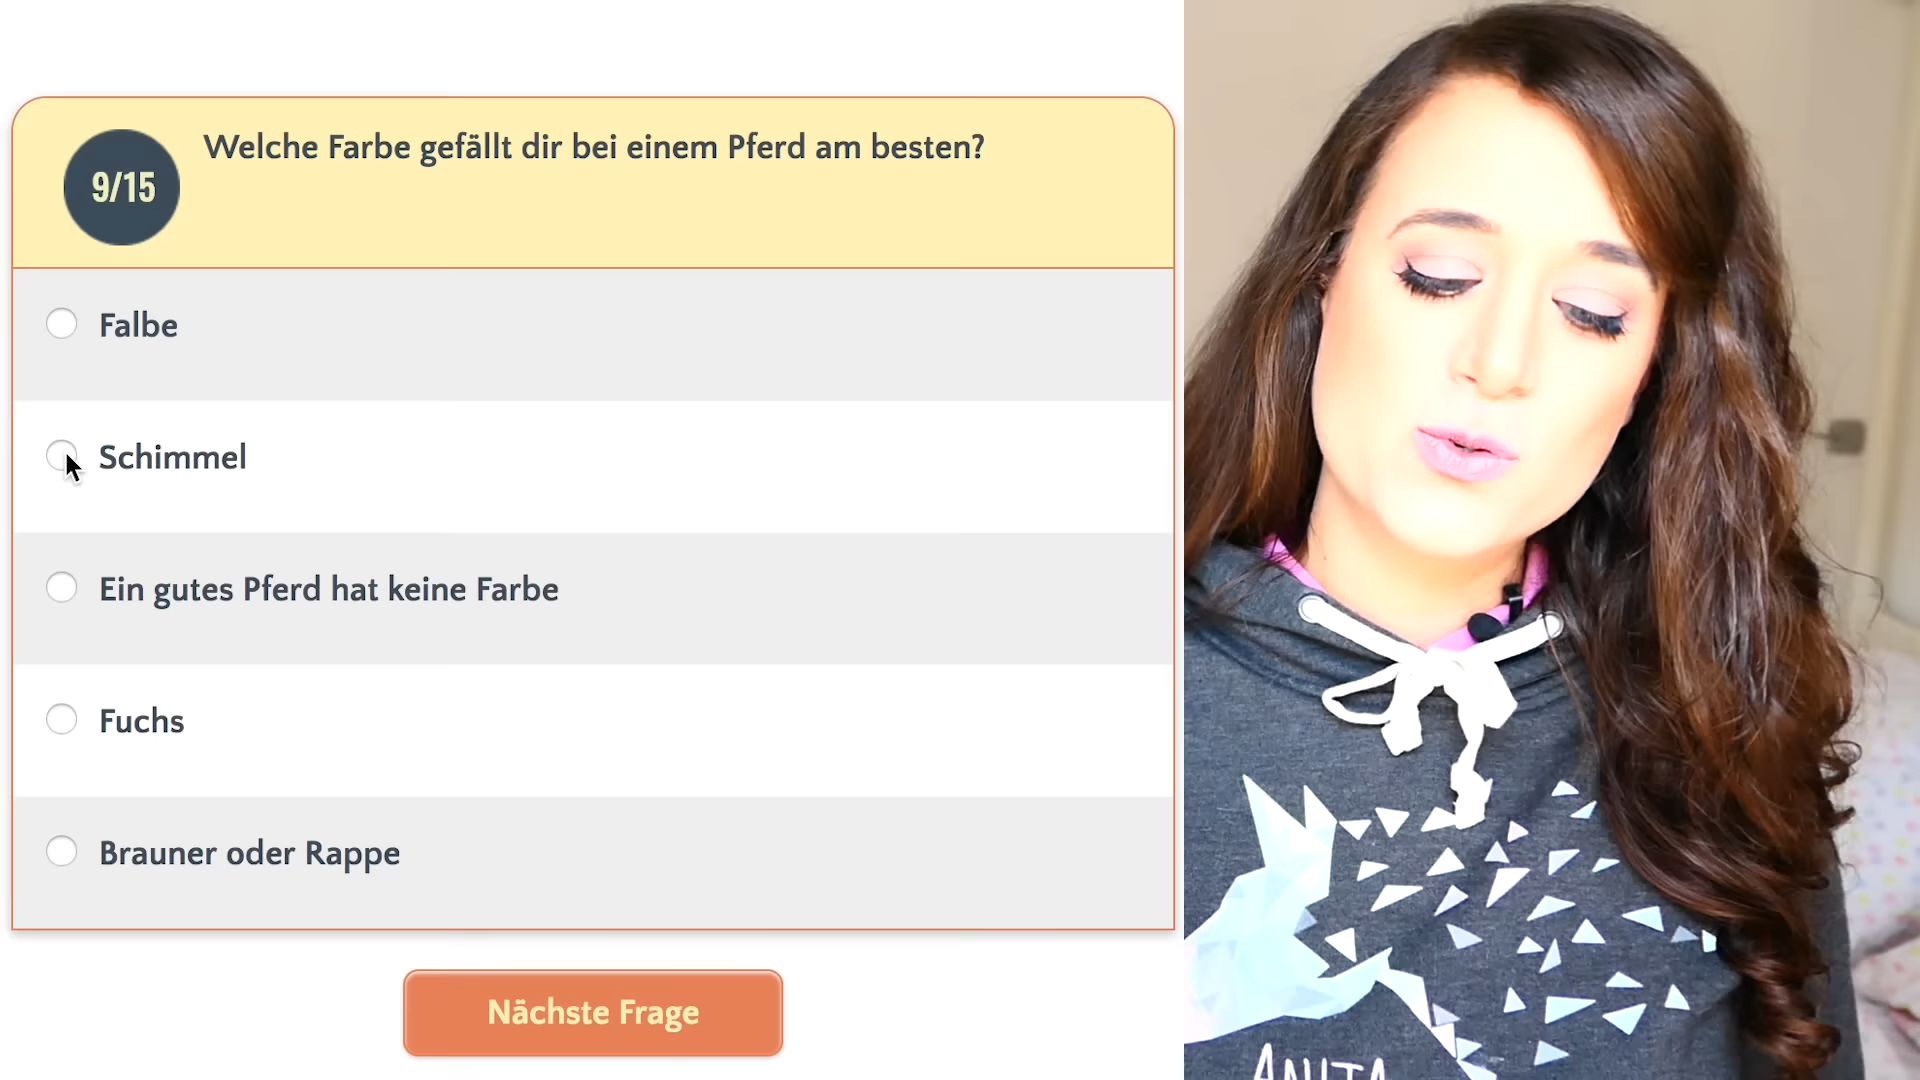 9/15
Welche Farbe gefällt dir bei einem Pferd am besten?
Falbe
Schimmel
Ein gutes Pferd hat keine Farbe
Fuchs
Brauner oder Rappe
Nächste Frage
ANITA